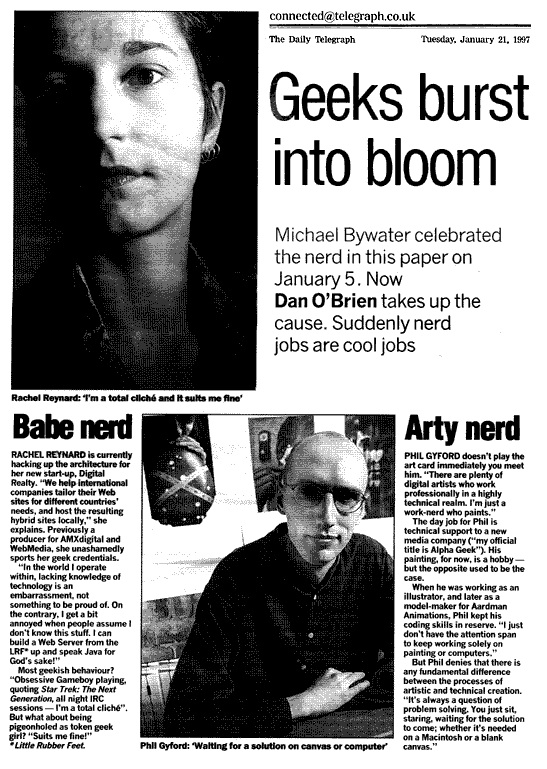 connected@telegraph.co.uk
The Daily Telegraph
Tuesday, January 21, 1997
Geeks burst
into bloom
Michael Bywater celebrated
the nerd in this paper on
January 5. Now
Dan O'Brien takes up the
cause. Suddenly nerd
jobs are cool jobs
Rachel Reynard: 'I'm a total cliché and it suits me fine'
Babe nerd
RACHEL REYNARD is currently
hacking up the architecture for
her new start-up, Digital
Realty. "We help international
companies tailor their Web
sites for different countries'
needs, and host the resulting
hybrid sites locally," she
explains. Previously a
producer for AMXdigital and
WebMedia, she unashamedly
sports her geek credentials.
"In the world I operate
within, lacking knowledge of
technology is an
embarrassment, not
something to be proud of. On
the contrary, I get a bit
annoyed when people assume I
don't know this stuff. I can
build a Web Server from the
LRF* up and speak Java for
God's sake!"
Most geekish behaviour?
"Obsessive Gameboy playing,
quoting Star Trek: The Next
Generation, all night IRC
sessions — I'm a total cliché".
But what about being
pigeonholed as token geek
girl? "Suits me fine!"
* Little Rubber Feet.
Phil Gyford: 'Waiting for a solution on canvas or computer'
Arty nerd
PHIL GYFORD doesn't play the
art card immediately you meet
him. "There are plenty of
digital artists who work
professionally in a highly
technical realm. I'm just a
work-nerd who paints."
The day job for Phil is
technical support to a new
media company ("my official
title is Alpha Geek"). His
painting, for now, is a hobby —
but the opposite used to be the
case.
When he was working as an
illustrator, and later as a
model-maker for Aardman
Animations, Phil kept his
coding skills in reserve. "I just
don't have the attention span
to keep working solely on
painting or computers."
But Phil denies that there is
any fundamental difference
between the processes of
artistic and technical creation.
"It's always a question of
problem solving. You just sit,
staring, waiting for the solution
to come; whether it's needed
on a Macintosh or a blank
canvas."